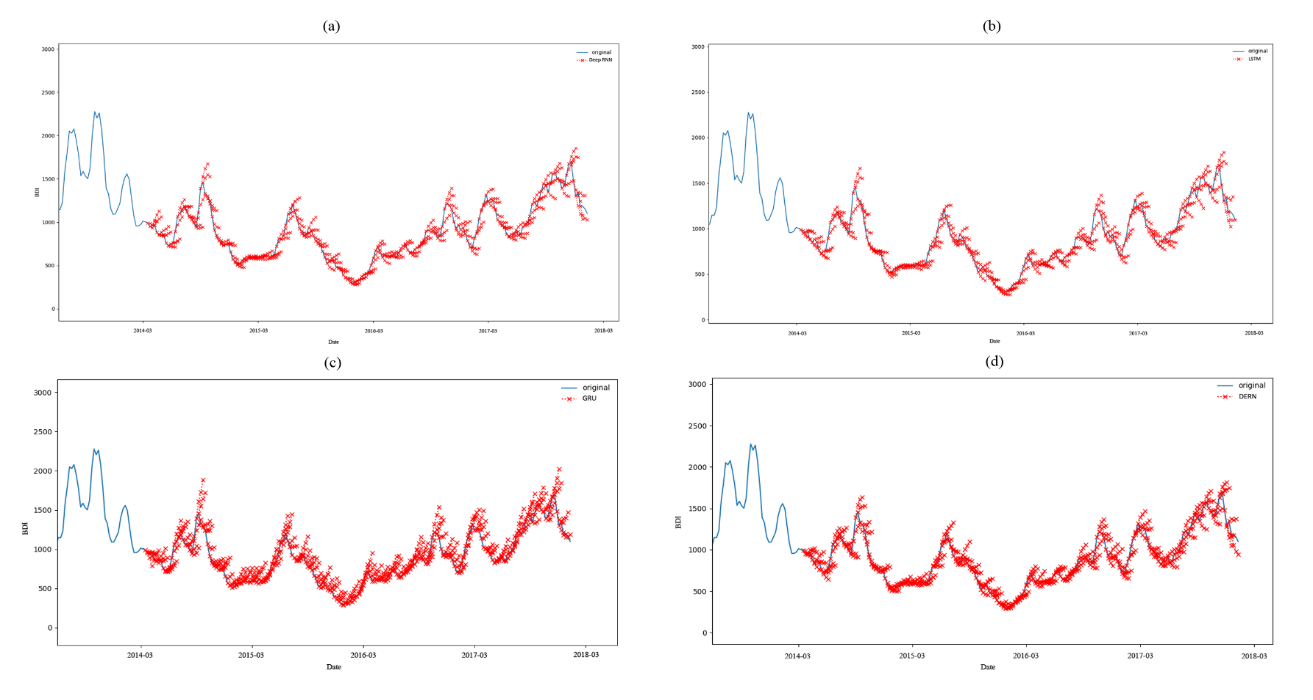 (a)
3000
2500
2000
1500
1000
500
0
BDI
original
Deep RNN
2014-03
2015-03
2016-03
2017-03
2018-03
Date
(b)
3000
2500
2000
1500
1000
500
0
BDI
original
LSTM
2014-03
2015-03
2016-03
2017-03
2018-03
Date
(c)
3000
2500
2000
1500
1000
500
0
BDI
original
GRU
2014-03
2015-03
2016-03
2017-03
2018-03
Date
(d)
3000
2500
2000
1500
1000
500
0
BDI
original
DERN
2014-03
2015-03
2016-03
2017-03
2018-03
Date